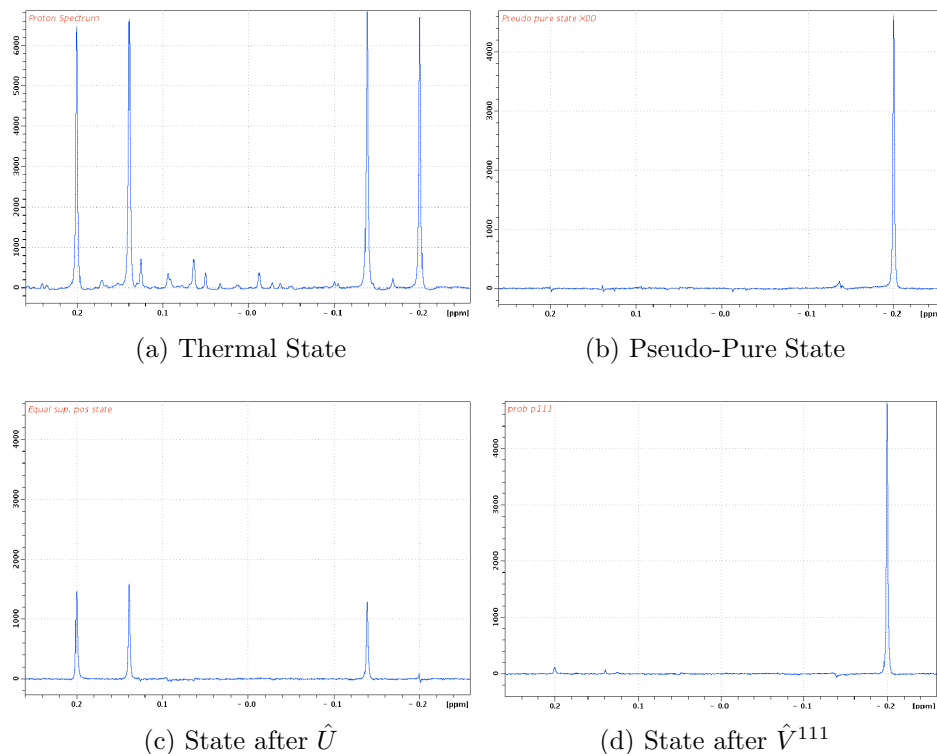 Proton Spectrum
6000
5000
4000
3000
2000
1000
0
0.2 0.1 - 0.0 - 0.1 - 0.2 [ppm]
(a) Thermal State
Pseudo pure state X00
4000
3000
2000
1000
0
0.2 0.1 - 0.0 - 0.1 - 0.2 [ppm]
(b) Pseudo-Pure State
Equal sup. pos state
4000
3000
2000
1000
0
0.2 0.1 - 0.0 - 0.1 - 0.2 [ppm]
(c) State after Û
prob p111
4000
3000
2000
1000
0
0.2 0.1 - 0.0 - 0.1 - 0.2 [ppm]
(d) State after V̂¹¹¹